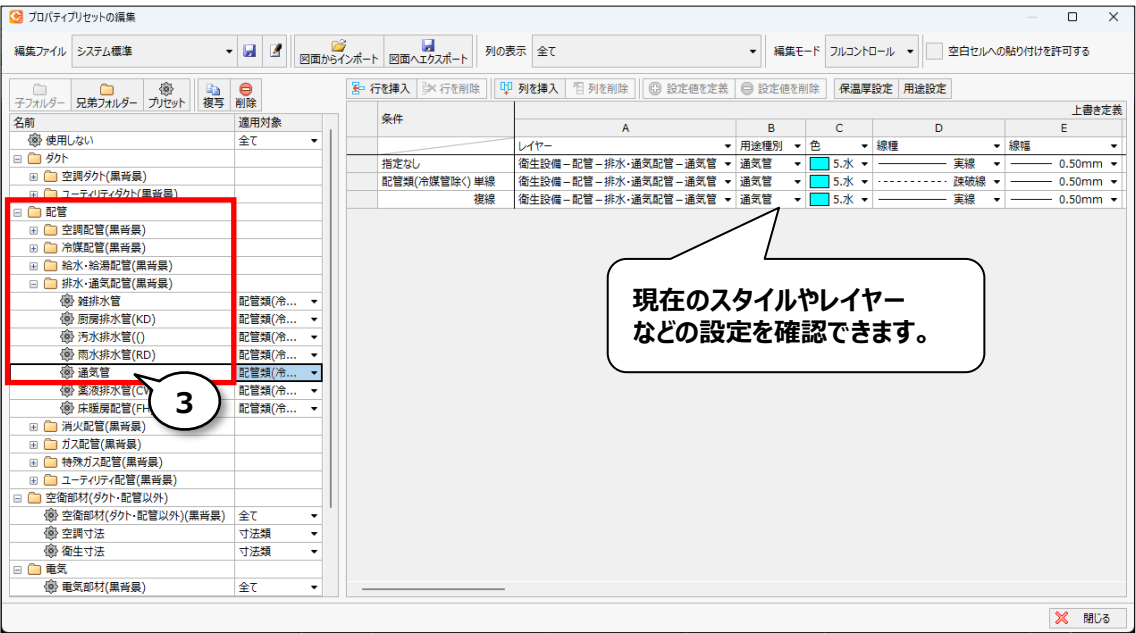 プロパティプリセットの編集
編集ファイル システム標準 図面からインポート 図面へエクスポート 列の表示 全て 編集モード フルコントロール 空白セルへの貼り付けを許可する
子フォルダー 兄弟フォルダー プリセット 複写 削除
行を挿入 行を削除 列を挿入 列を削除 設定値を定義 設定値を削除 保温厚設定 用途設定
名前 適用対象
使用しない 全て
ダクト
空調ダクト(黒背景)
ユーティリティダクト(黒背景)
配管
空調配管(黒背景)
冷媒配管(黒背景)
給水・給湯配管(黒背景)
排水・通気配管(黒背景)
雑排水管 配管類(冷...
厨房排水管(KD) 配管類(冷...
汚水排水管(() 配管類(冷...
雨水排水管(RD) 配管類(冷...
通気管 配管類(冷...
薬液排水管(CW 配管類(冷...
床暖房配管(FH 配管類(冷...
消火配管(黒背景)
ガス配管(黒背景)
特殊ガス配管(黒背景)
ユーティリティ配管(黒背景)
空衛部材(ダクト・配管以外)
空衛部材(ダクト・配管以外)(黒背景) 全て
空調寸法 寸法類
衛生寸法 寸法類
電気
電気部材(黒背景) 全て
3
条件 上書き定義
A B C D E
レイヤー 用途種別 色 線種 線幅
指定なし 衛生設備－配管－排水・通気配管－通気管 通気管 5.水 実線 0.50mm
配管類(冷媒管除く) 単線 衛生設備－配管－排水・通気配管－通気管 通気管 5.水 疎破線 0.50mm
複線 衛生設備－配管－排水・通気配管－通気管 通気管 5.水 実線 0.50mm
現在のスタイルやレイヤー
などの設定を確認できます。
閉じる